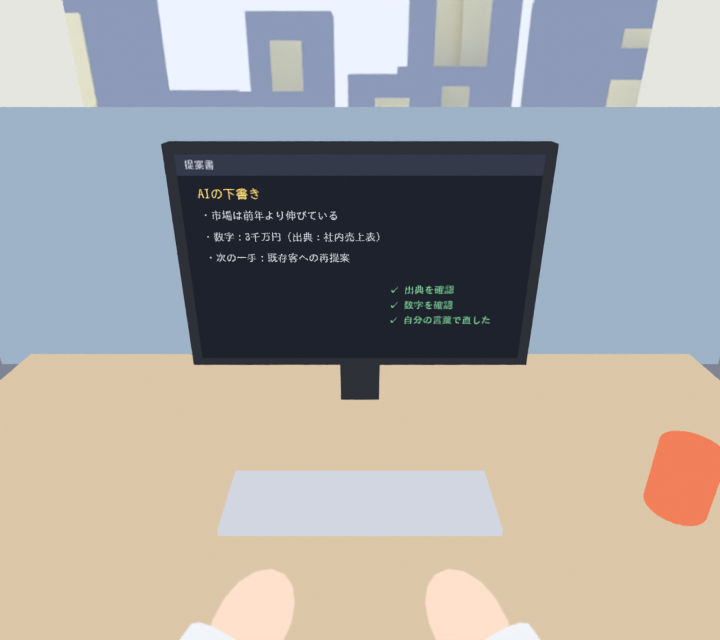 提案書
AIの下書き
・市場は前年より伸びている
・数字：3千万円（出典：社内売上表）
・次の一手：既存客への再提案
✓ 出典を確認
✓ 数字を確認
✓ 自分の言葉で直した